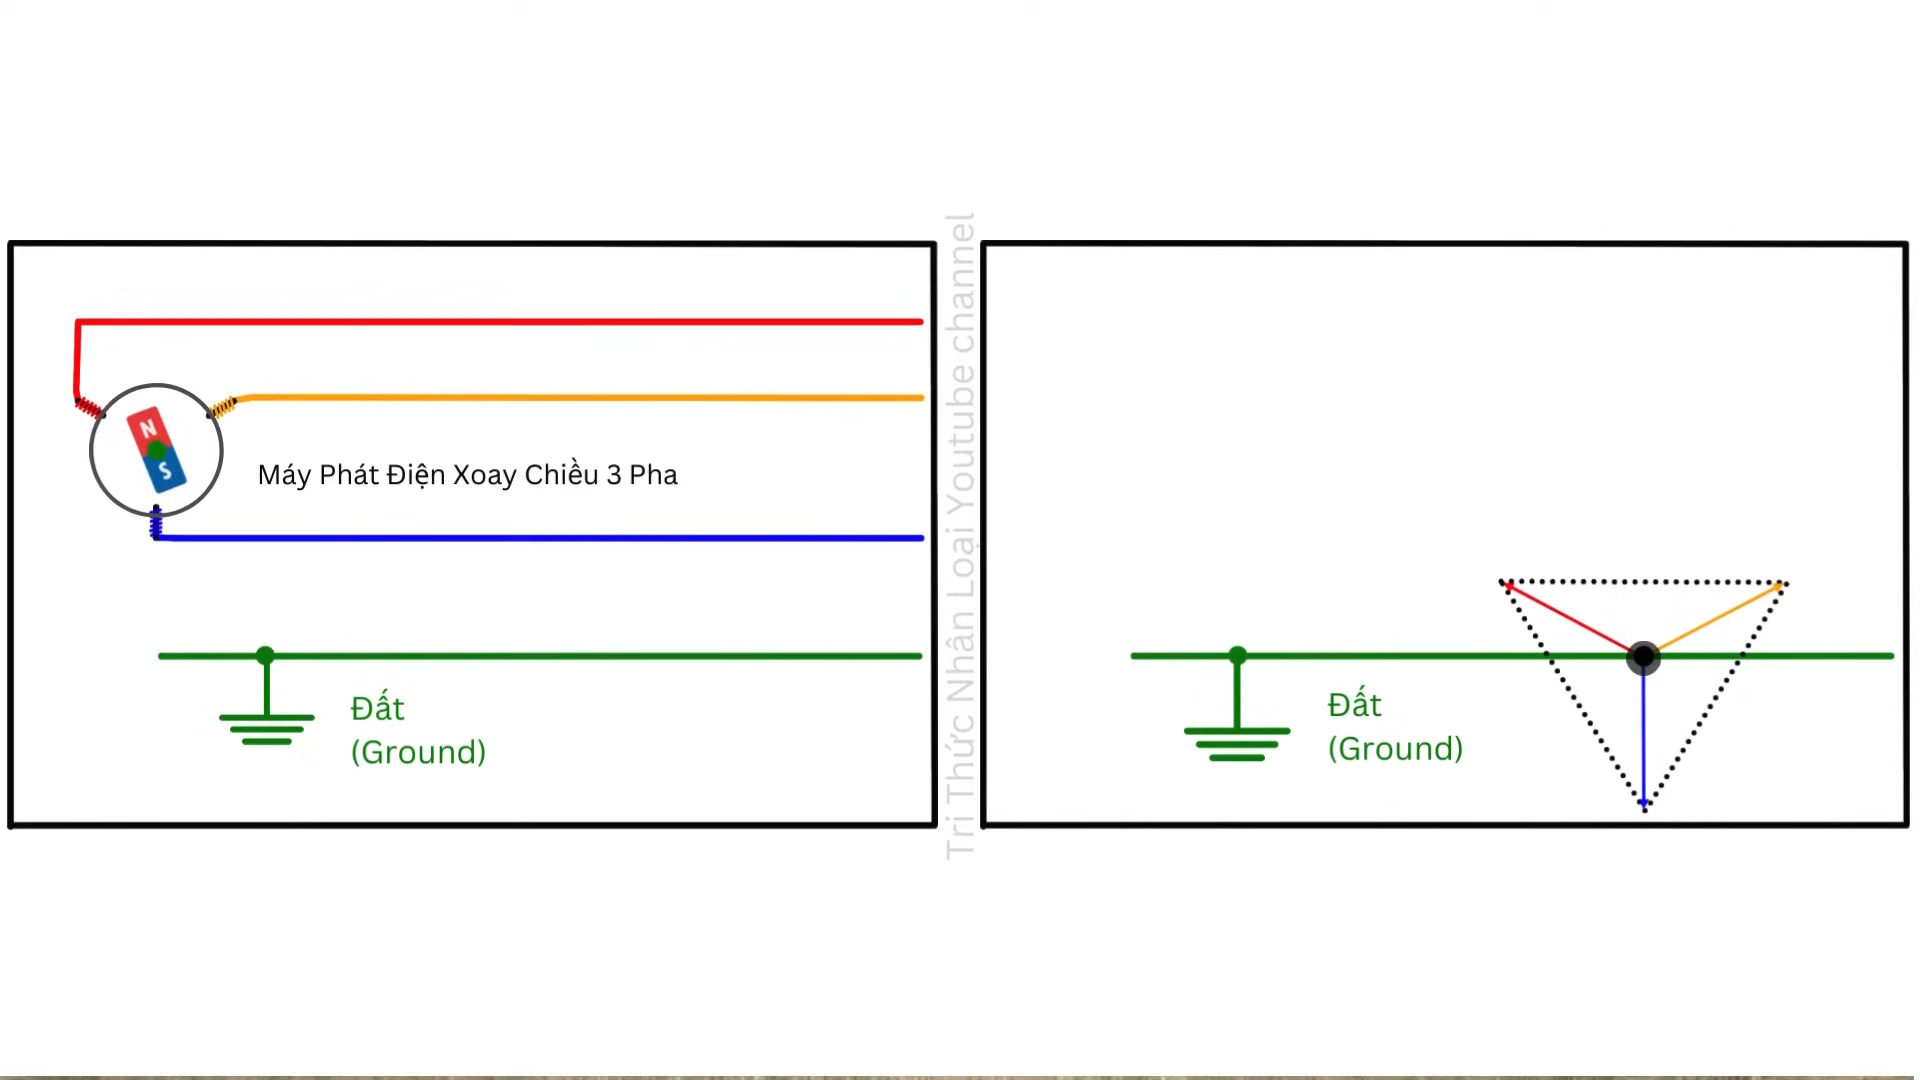 N
S
Máy Phát Điện Xoay Chiều 3 Pha
Đất
(Ground)
Tri Thức Nhân Loại Youtube channel
Đất
(Ground)